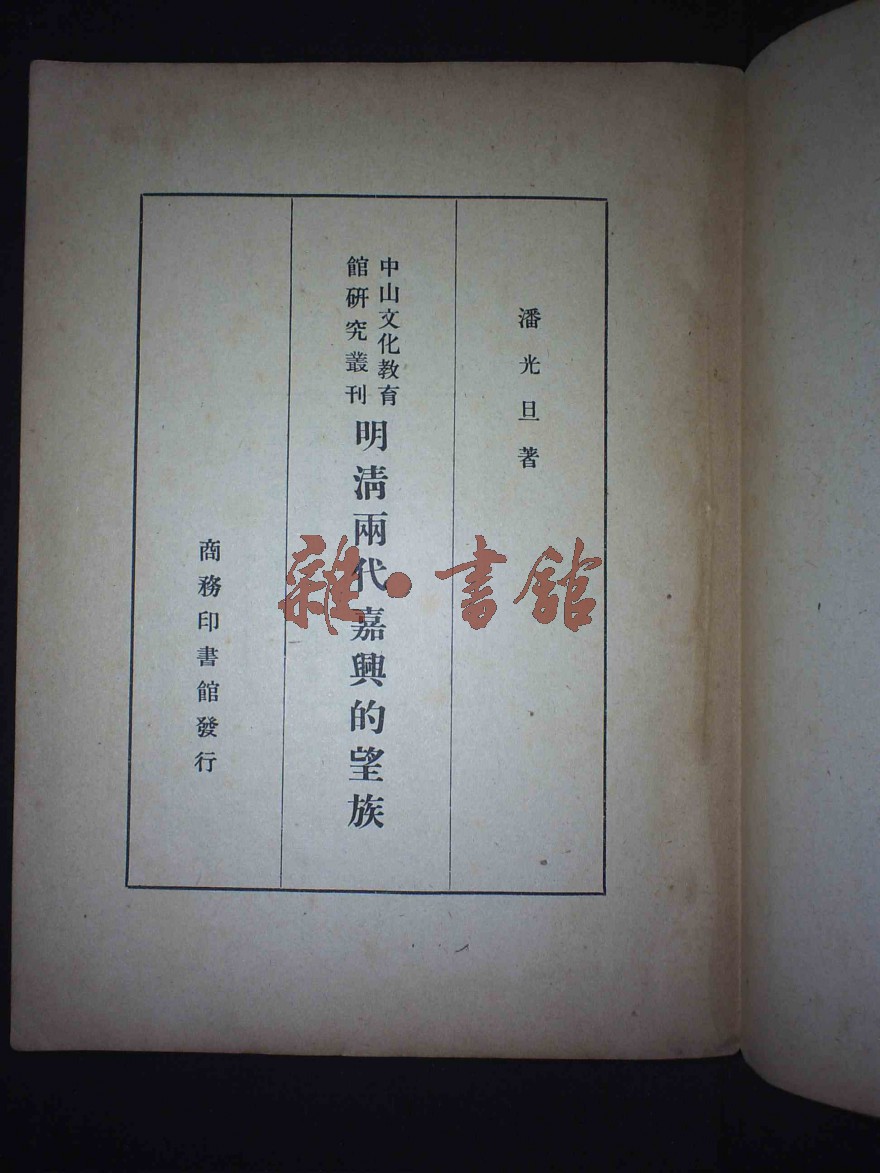 潘光旦著
中山文化教育
館研究叢刊
明清兩代嘉興的望族
商務印書館發行
雜·書館